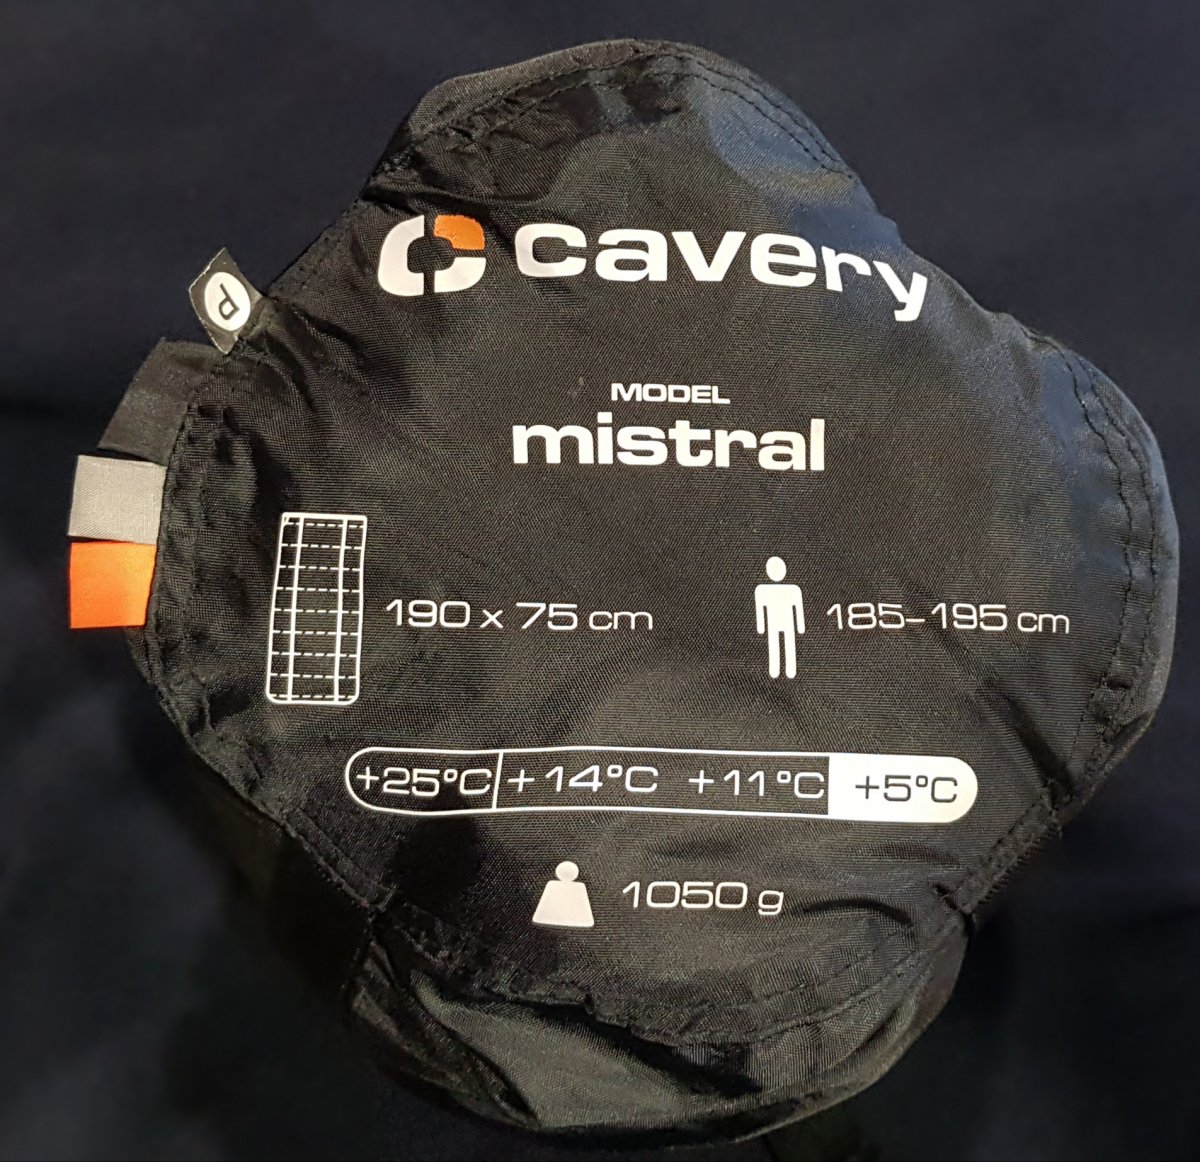 cavery
P
MODEL
mistral
190 x 75 cm
185-195 cm
+25°C +14°C +11°C +5°C
1050 g